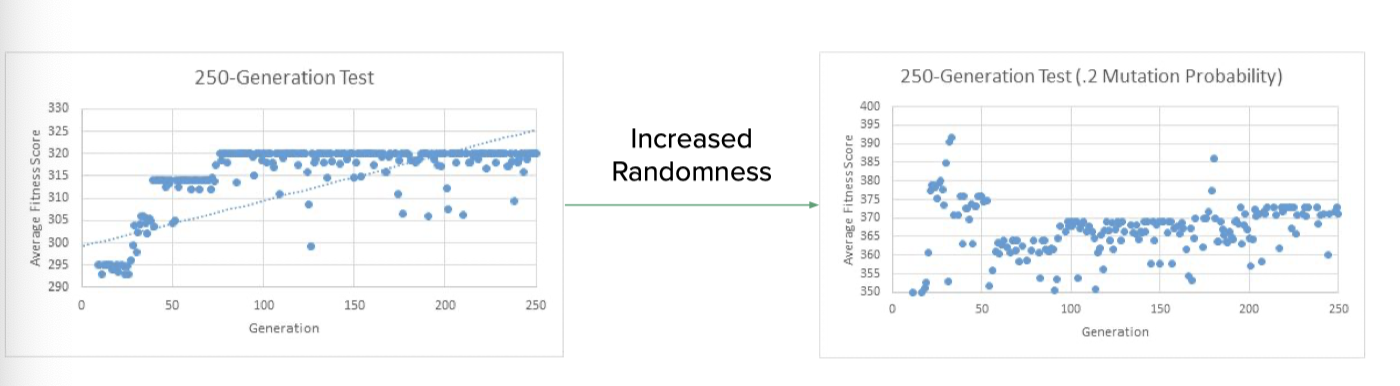 250-Generation Test
330
325
320
315
310
305
300
295
290
Average Fitness Score
0 50 100 150 200 250
Generation
Increased
Randomness
250-Generation Test (.2 Mutation Probability)
400
395
390
385
380
375
370
365
360
355
350
Average Fitness Score
0 50 100 150 200 250
Generation